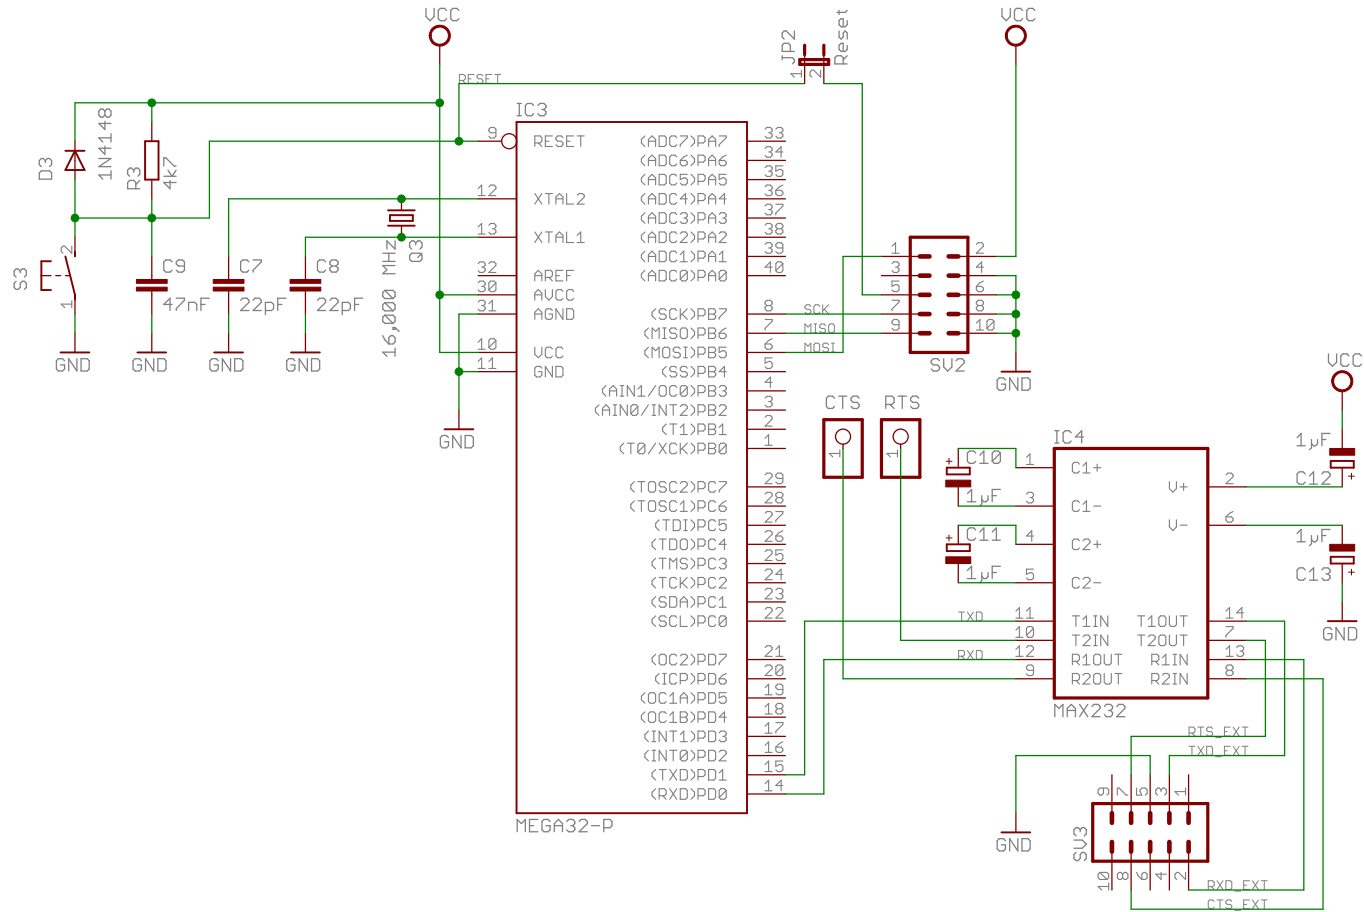 VCC
VCC
JP2
Reset
1
2
RESET
IC3
D3
1N4148
R3
4k7
9 RESET (ADC7)PA7 33
(ADC6)PA6 34
(ADC5)PA5 35
12 XTAL2 (ADC4)PA4 36
(ADC3)PA3 37
13 XTAL1 (ADC2)PA2 38
(ADC1)PA1 39
32 AREF (ADC0)PA0 40
30 AVCC
31 AGND (SCK)PB7 8 SCK
(MISO)PB6 7 MISO
10 VCC (MOSI)PB5 6 MOSI
11 GND (SS)PB4 5
(AIN1/OC0)PB3 4
(AIN0/INT2)PB2 3
(T1)PB1 2
(T0/XCK)PB0 1
(TOSC2)PC7 29
(TOSC1)PC6 28
(TDI)PC5 27
(TDO)PC4 26
(TMS)PC3 25
(TCK)PC2 24
(SDA)PC1 23
(SCL)PC0 22
(OC2)PD7 21
(ICP)PD6 20
(OC1A)PD5 19
(OC1B)PD4 18
(INT1)PD3 17
(INT0)PD2 16
(TXD)PD1 15
(RXD)PD0 14
MEGA32-P
S3
2
1
C9
47nF
C7
22pF
C8
22pF
16,000 MHz
Q3
GND
GND
GND
GND
GND
1 2
3 4
5 6
7 8
9 10
SV2
GND
CTS
1
RTS
1
VCC
1µF
C12
+
1µF
C13
+
GND
+ C10
1µF
+ C11
1µF
IC4
1 C1+
3 C1- V+ 2
4 C2+ V- 6
5 C2-
TXD 11 T1IN T1OUT 14
10 T2IN T2OUT 7
RXD 12 R1OUT R1IN 13
9 R2OUT R2IN 8
MAX232
RTS_EXT
TXD_EXT
GND
9 7 5 3 1
SV3
10 8 6 4 2
RXD_EXT
CTS_EXT